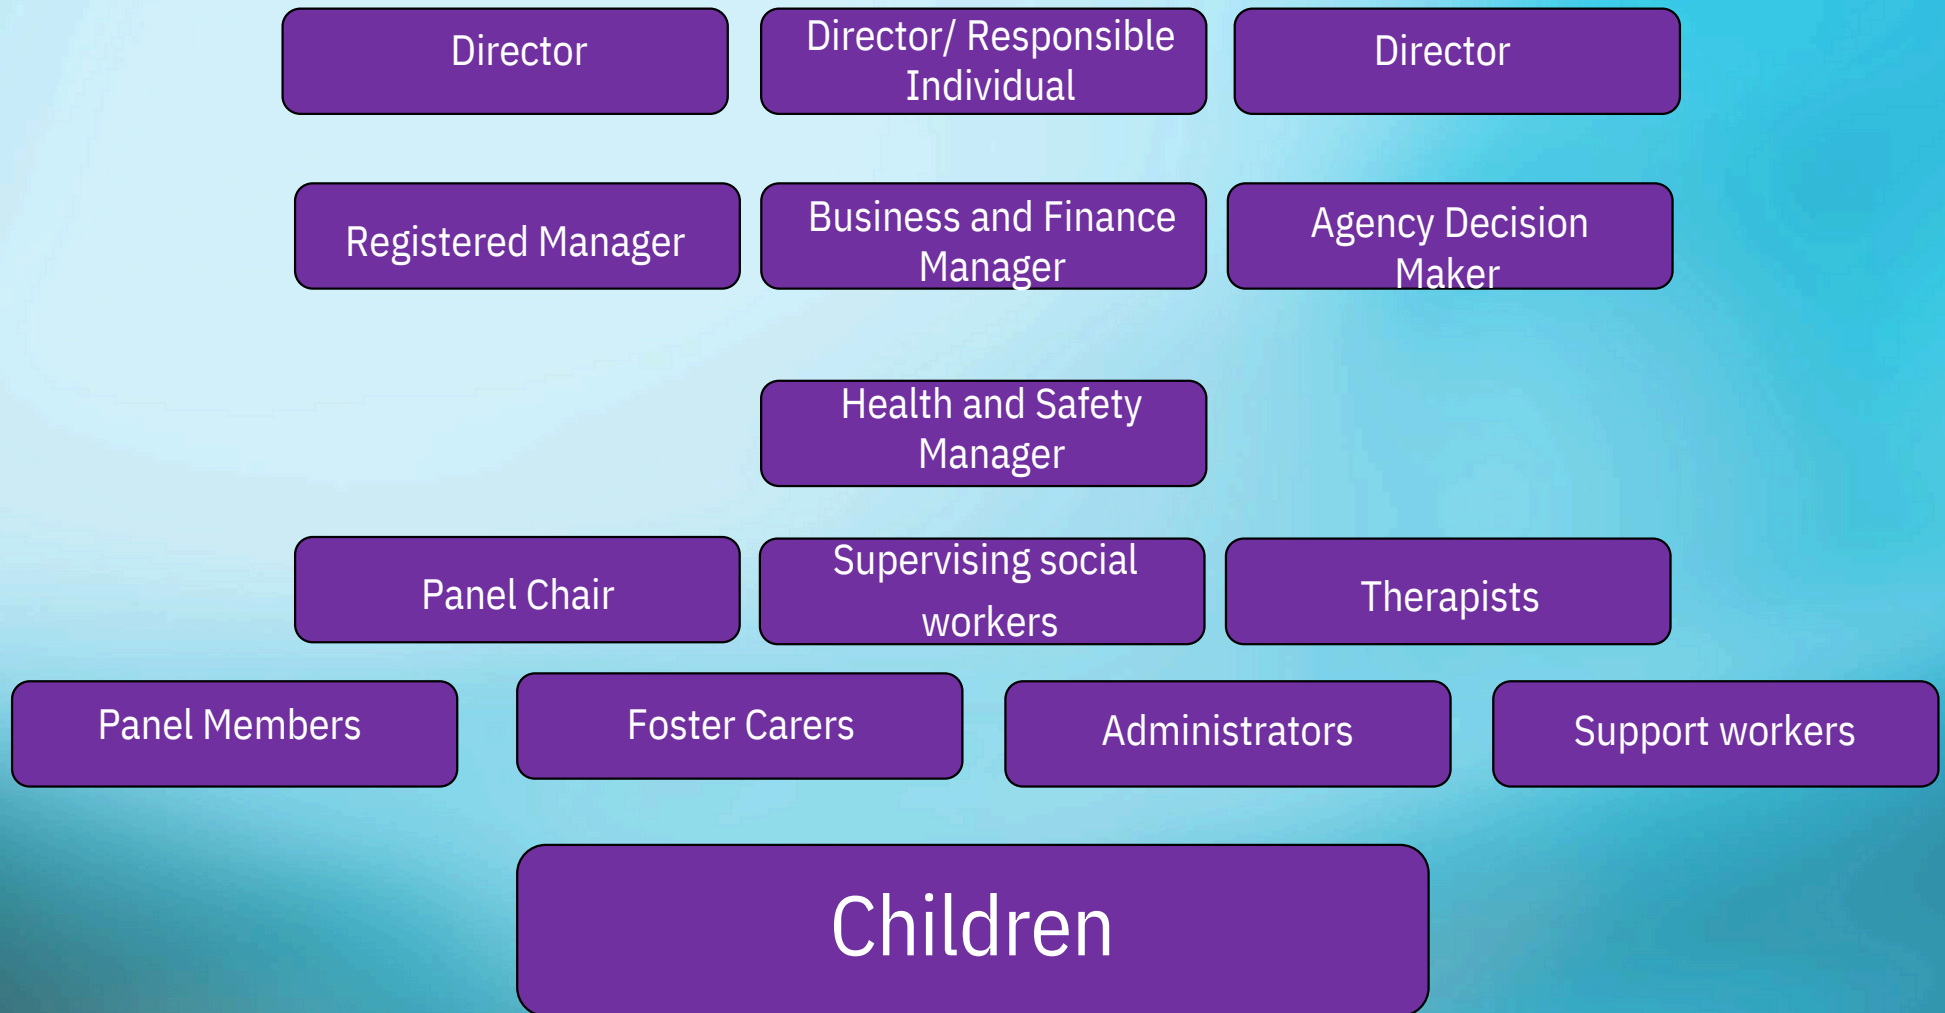 Director
Director/ Responsible
Individual
Director
Registered Manager
Business and Finance
Manager
Agency Decision
Maker
Health and Safety
Manager
Panel Chair
Supervising social
workers
Therapists
Panel Members
Foster Carers
Administrators
Support workers
Children